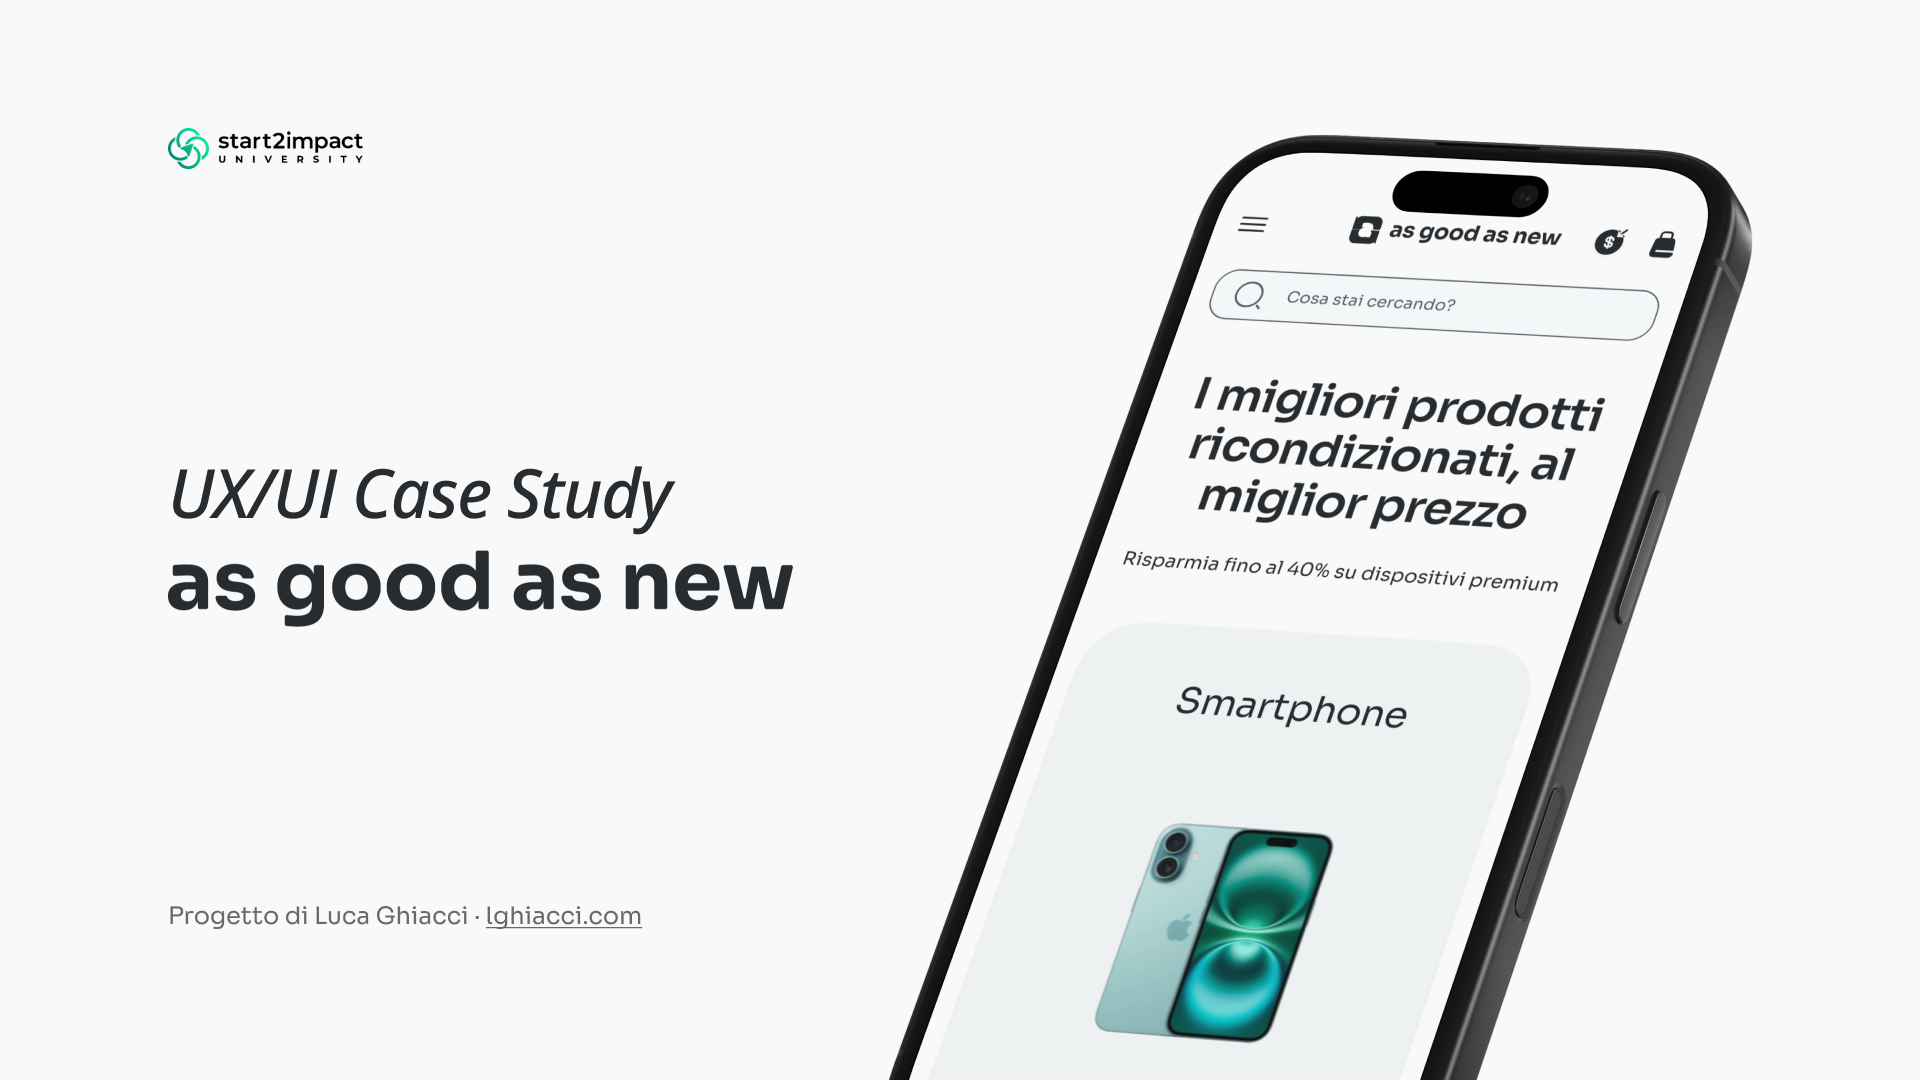 start2impact
UNIVERSITY
UX/UI Case Study
as good as new
Progetto di Luca Ghiacci · lghiacci.com
as good as new
$
Cosa stai cercando?
I migliori prodotti
ricondizionati, al
miglior prezzo
Risparmia fino al 40% su dispositivi premium
Smartphone